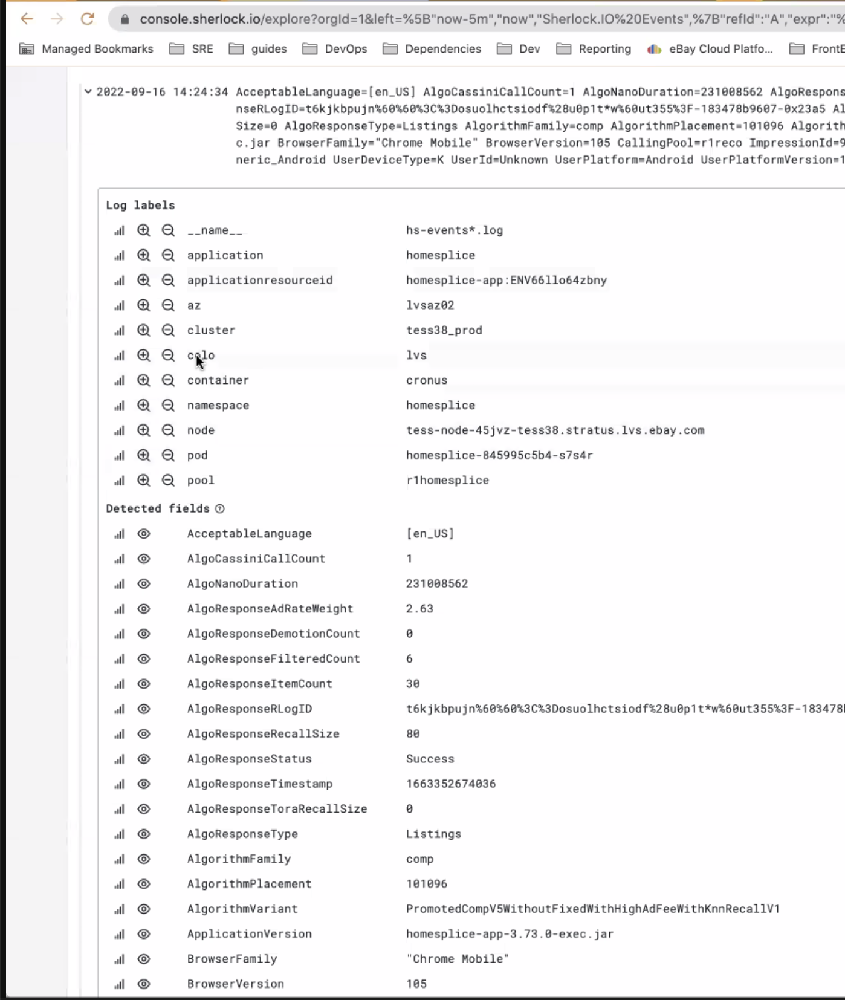 console.sherlock.io/explore?orgId=1&left=%5B"now-5m","now","Sherlock.IO%20Events",%7B"refId":"A","expr":"%
Managed Bookmarks SRE guides DevOps Dependencies Dev Reporting eBay Cloud Platfo... FrontE
2022-09-16 14:24:34 AcceptableLanguage=[en_US] AlgoCassiniCallCount=1 AlgoNanoDuration=231008562 AlgoRespons
nseRLogID=t6kjkbpujn%60%60%3C%3Dosuolhctsiodf%28u0p1t*w%60ut355%3F-183478b9607-0x23a5 Al
Size=0 AlgoResponseType=Listings AlgorithmFamily=comp AlgorithmPlacement=101096 Algorith
c.jar BrowserFamily="Chrome Mobile" BrowserVersion=105 CallingPool=r1reco ImpressionId=9
neric_Android UserDeviceType=K UserId=Unknown UserPlatform=Android UserPlatformVersion=1
Log labels
__name__ hs-events*.log
application homesplice
applicationresourceid homesplice-app:ENV66llo64zbny
az lvsaz02
cluster tess38_prod
colo lvs
container cronus
namespace homesplice
node tess-node-45jvz-tess38.stratus.lvs.ebay.com
pod homesplice-845995c5b4-s7s4r
pool r1homesplice
Detected fields
AcceptableLanguage [en_US]
AlgoCassiniCallCount 1
AlgoNanoDuration 231008562
AlgoResponseAdRateWeight 2.63
AlgoResponseDemotionCount 0
AlgoResponseFilteredCount 6
AlgoResponseItemCount 30
AlgoResponseRLogID t6kjkbpujn%60%60%3C%3Dosuolhctsiodf%28u0p1t*w%60ut355%3F-183478
AlgoResponseRecallSize 80
AlgoResponseStatus Success
AlgoResponseTimestamp 1663352674036
AlgoResponseToraRecallSize 0
AlgoResponseType Listings
AlgorithmFamily comp
AlgorithmPlacement 101096
AlgorithmVariant PromotedCompV5WithoutFixedWithHighAdFeeWithKnnRecallV1
ApplicationVersion homesplice-app-3.73.0-exec.jar
BrowserFamily "Chrome Mobile"
BrowserVersion 105